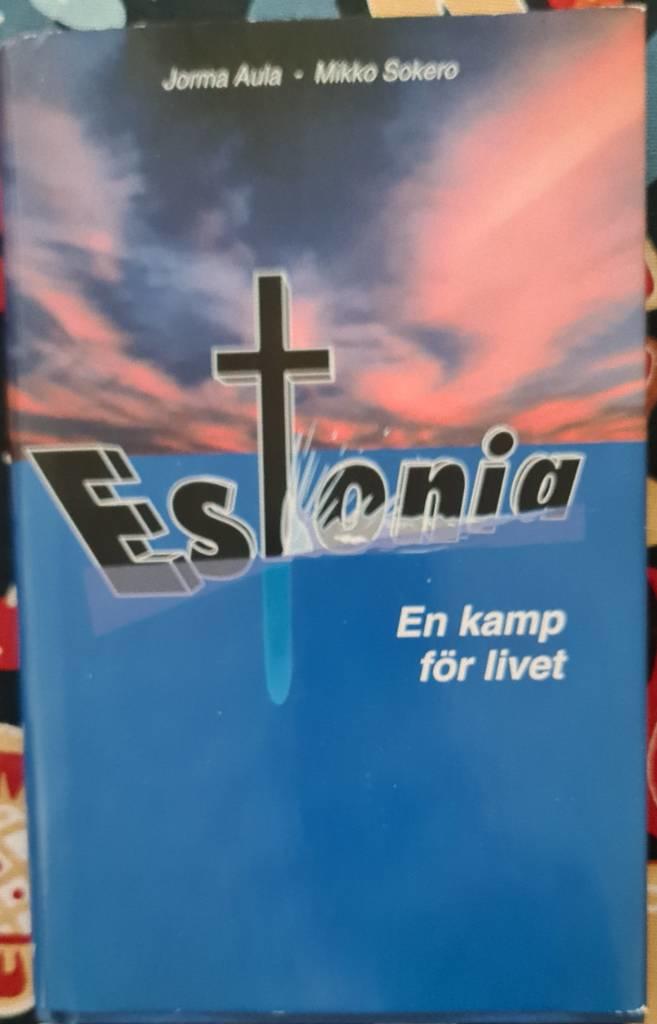 Jorma Aula • Mikko Sokero
Estonia
En kamp
för livet